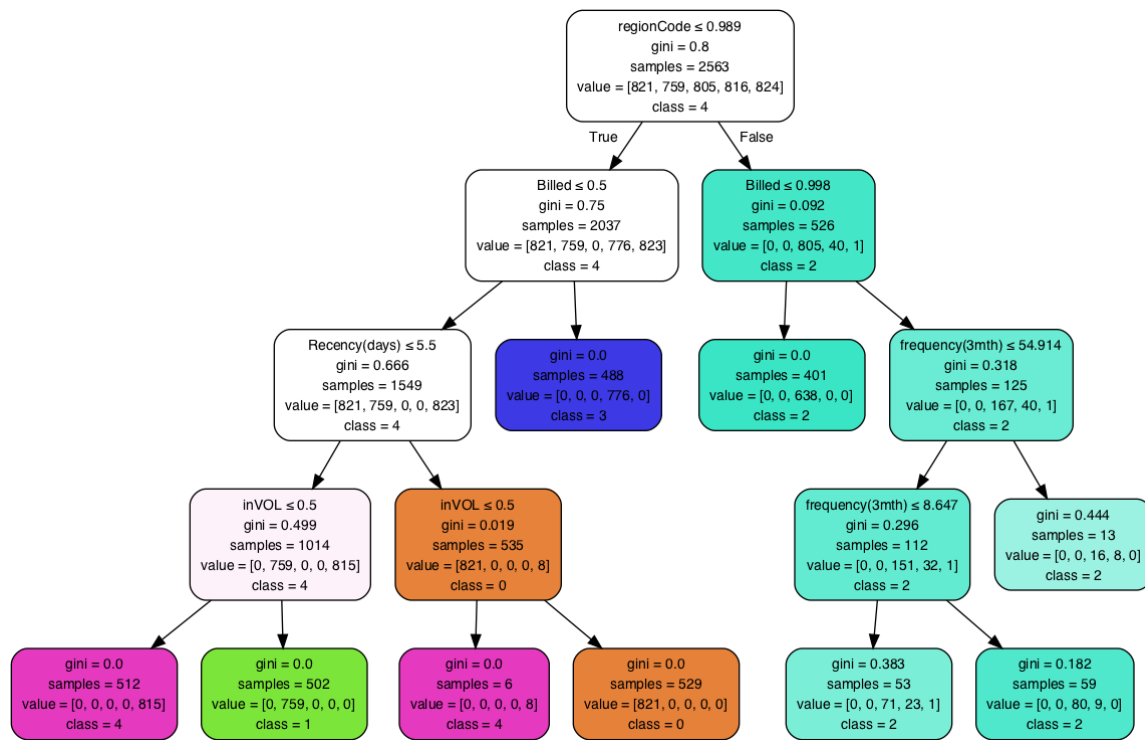 regionCode ≤ 0.989
gini = 0.8
samples = 2563
value = [821, 759, 805, 816, 824]
class = 4
True
False
Billed ≤ 0.5
gini = 0.75
samples = 2037
value = [821, 759, 0, 776, 823]
class = 4
Billed ≤ 0.998
gini = 0.092
samples = 526
value = [0, 0, 805, 40, 1]
class = 2
Recency(days) ≤ 5.5
gini = 0.666
samples = 1549
value = [821, 759, 0, 0, 823]
class = 4
gini = 0.0
samples = 488
value = [0, 0, 0, 776, 0]
class = 3
gini = 0.0
samples = 401
value = [0, 0, 638, 0, 0]
class = 2
frequency(3mth) ≤ 54.914
gini = 0.318
samples = 125
value = [0, 0, 167, 40, 1]
class = 2
inVOL ≤ 0.5
gini = 0.499
samples = 1014
value = [0, 759, 0, 0, 815]
class = 4
inVOL ≤ 0.5
gini = 0.019
samples = 535
value = [821, 0, 0, 0, 8]
class = 0
frequency(3mth) ≤ 8.647
gini = 0.296
samples = 112
value = [0, 0, 151, 32, 1]
class = 2
gini = 0.444
samples = 13
value = [0, 0, 16, 8, 0]
class = 2
gini = 0.0
samples = 512
value = [0, 0, 0, 0, 815]
class = 4
gini = 0.0
samples = 502
value = [0, 759, 0, 0, 0]
class = 1
gini = 0.0
samples = 6
value = [0, 0, 0, 0, 8]
class = 4
gini = 0.0
samples = 529
value = [821, 0, 0, 0, 0]
class = 0
gini = 0.383
samples = 53
value = [0, 0, 71, 23, 1]
class = 2
gini = 0.182
samples = 59
value = [0, 0, 80, 9, 0]
class = 2